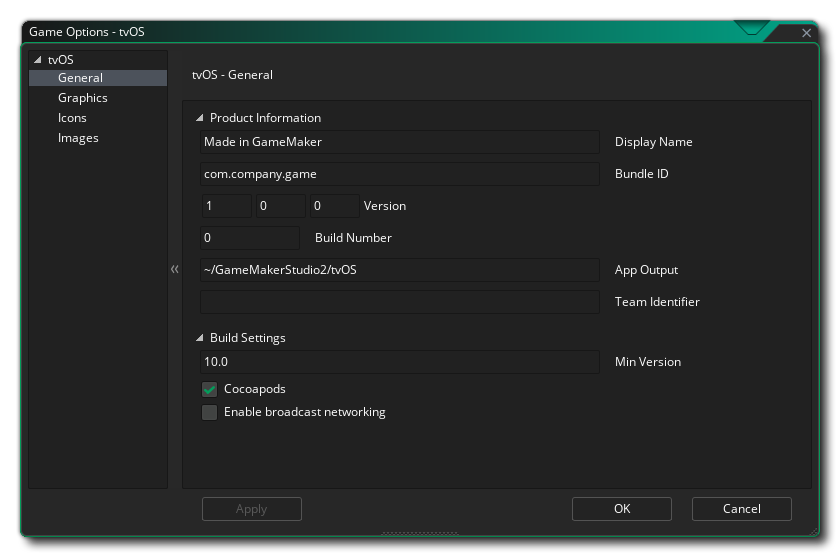 Game Options - tvOS
tvOS
General
Graphics
Icons
Images
tvOS - General
Product Information
Made in GameMaker Display Name
com.company.game Bundle ID
1 0 0 Version
0 Build Number
~/GameMakerStudio2/tvOS App Output
Team Identifier
Build Settings
10.0 Min Version
Cocoapods
Enable broadcast networking
Apply OK Cancel